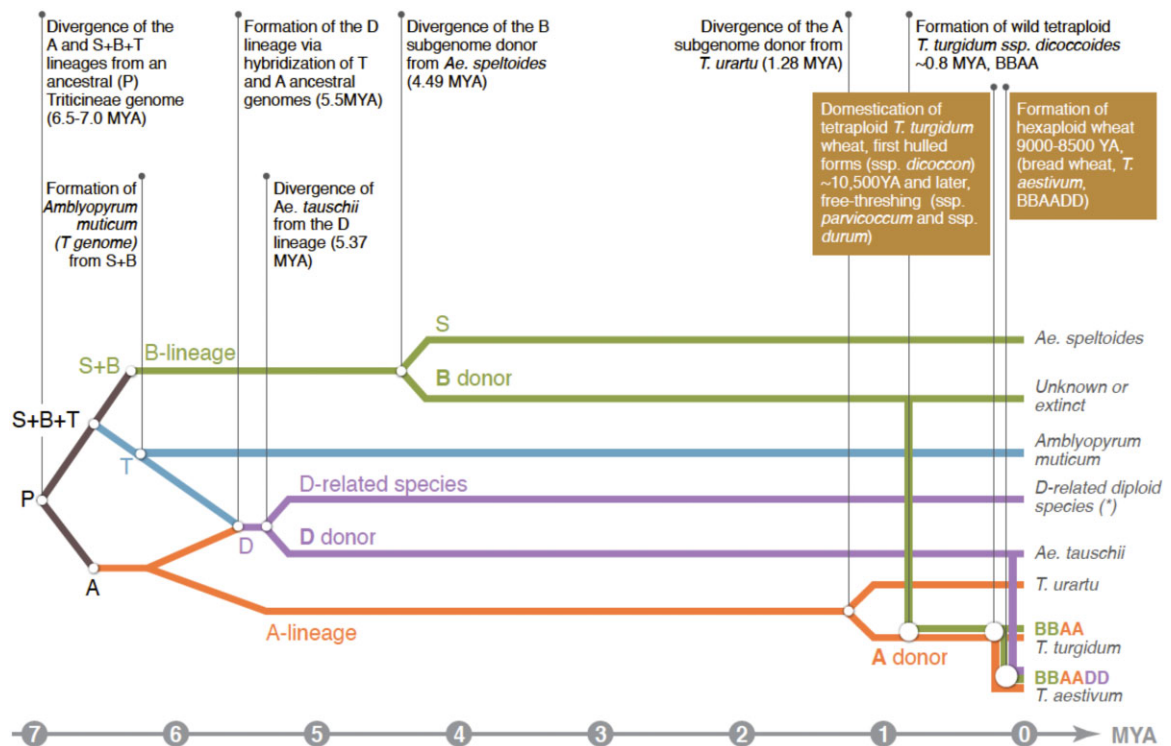 Divergence of the
A and S+B+T
lineages from an
ancestral (P)
Triticineae genome
(6.5-7.0 MYA)
Formation of the D
lineage via
hybridization of T
and A ancestral
genomes (5.5MYA)
Divergence of the B
subgenome donor
from Ae. speltoides
(4.49 MYA)
Divergence of the A
subgenome donor from
T. urartu (1.28 MYA)
Formation of wild tetraploid
T. turgidum ssp. dicoccoides
~0.8 MYA, BBAA
Domestication of
tetraploid T. turgidum
wheat, first hulled
forms (ssp. dicoccon)
~10,500YA and later,
free-threshing (ssp.
parvicoccum and ssp.
durum)
Formation of
hexaploid wheat
9000-8500 YA,
(bread wheat, T.
aestivum,
BBAADD)
Formation of
Amblyopyrum
muticum
(T genome)
from S+B
Divergence of
Ae. tauschii
from the D
lineage (5.37
MYA)
S
Ae. speltoides
S+B
B-lineage
B donor
Unknown or
extinct
S+B+T
T
Amblyopyrum
muticum
P
D-related species
D-related diploid
species (*)
D
D donor
Ae. tauschii
A
T. urartu
A-lineage
A donor
BBAA
T. turgidum
BBAADD
T. aestivum
7 6 5 4 3 2 1 0 MYA